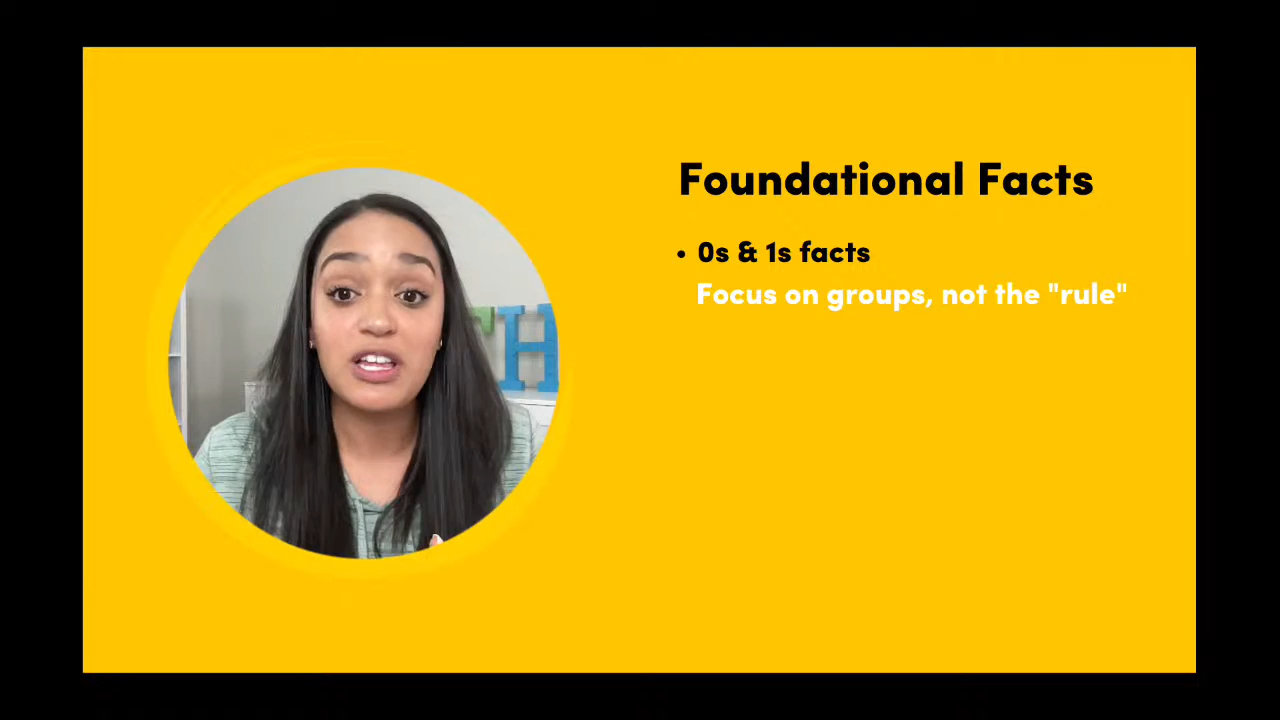 Foundational Facts
• 0s & 1s facts
Focus on groups, not the "rule"
H